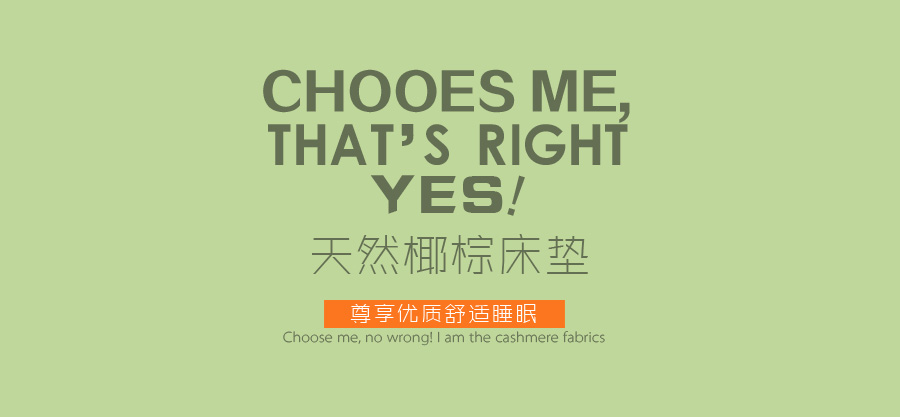 CHOOES ME,
THAT'S RIGHT
YES!
天然椰棕床垫
尊享优质舒适睡眠
Choose me, no wrong! I am the cashmere fabrics